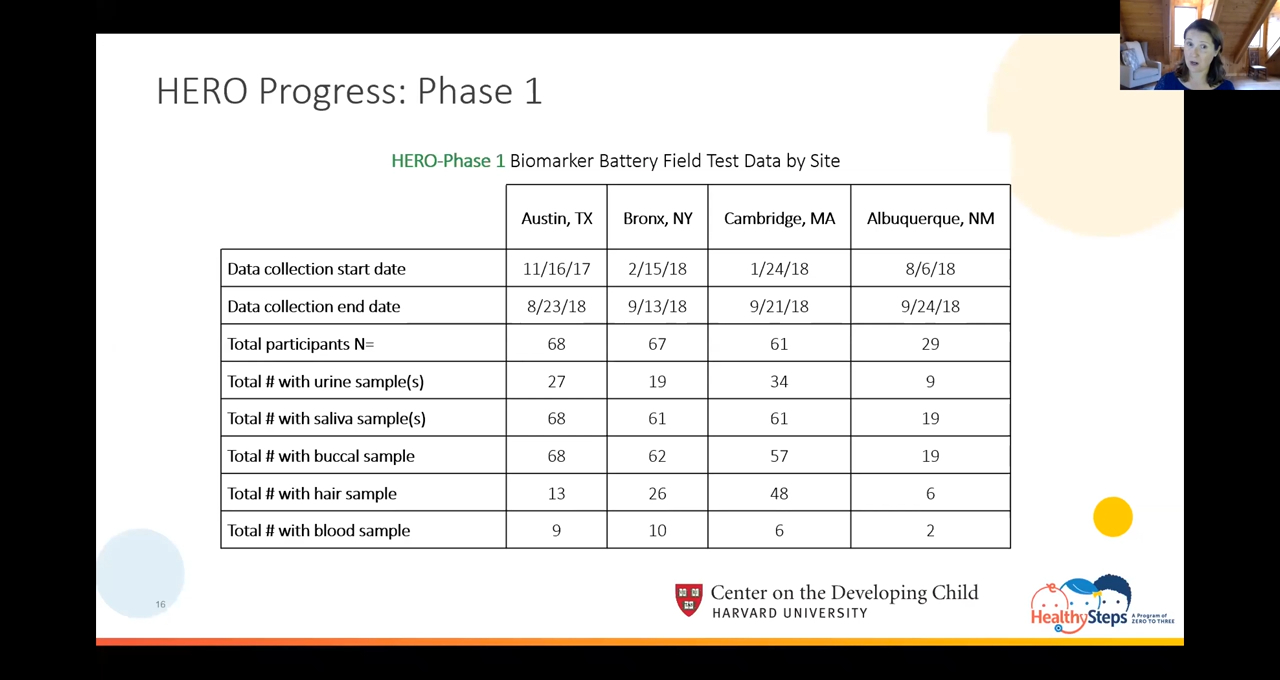 HERO Progress: Phase 1
HERO-Phase 1 Biomarker Battery Field Test Data by Site
Austin, TX Bronx, NY Cambridge, MA Albuquerque, NM
Data collection start date 11/16/17 2/15/18 1/24/18 8/6/18
Data collection end date 8/23/18 9/13/18 9/21/18 9/24/18
Total participants N= 68 67 61 29
Total # with urine sample(s) 27 19 34 9
Total # with saliva sample(s) 68 61 61 19
Total # with buccal sample 68 62 57 19
Total # with hair sample 13 26 48 6
Total # with blood sample 9 10 6 2
16
Center on the Developing Child
HARVARD UNIVERSITY
HealthySteps
A Program of
ZERO TO THREE